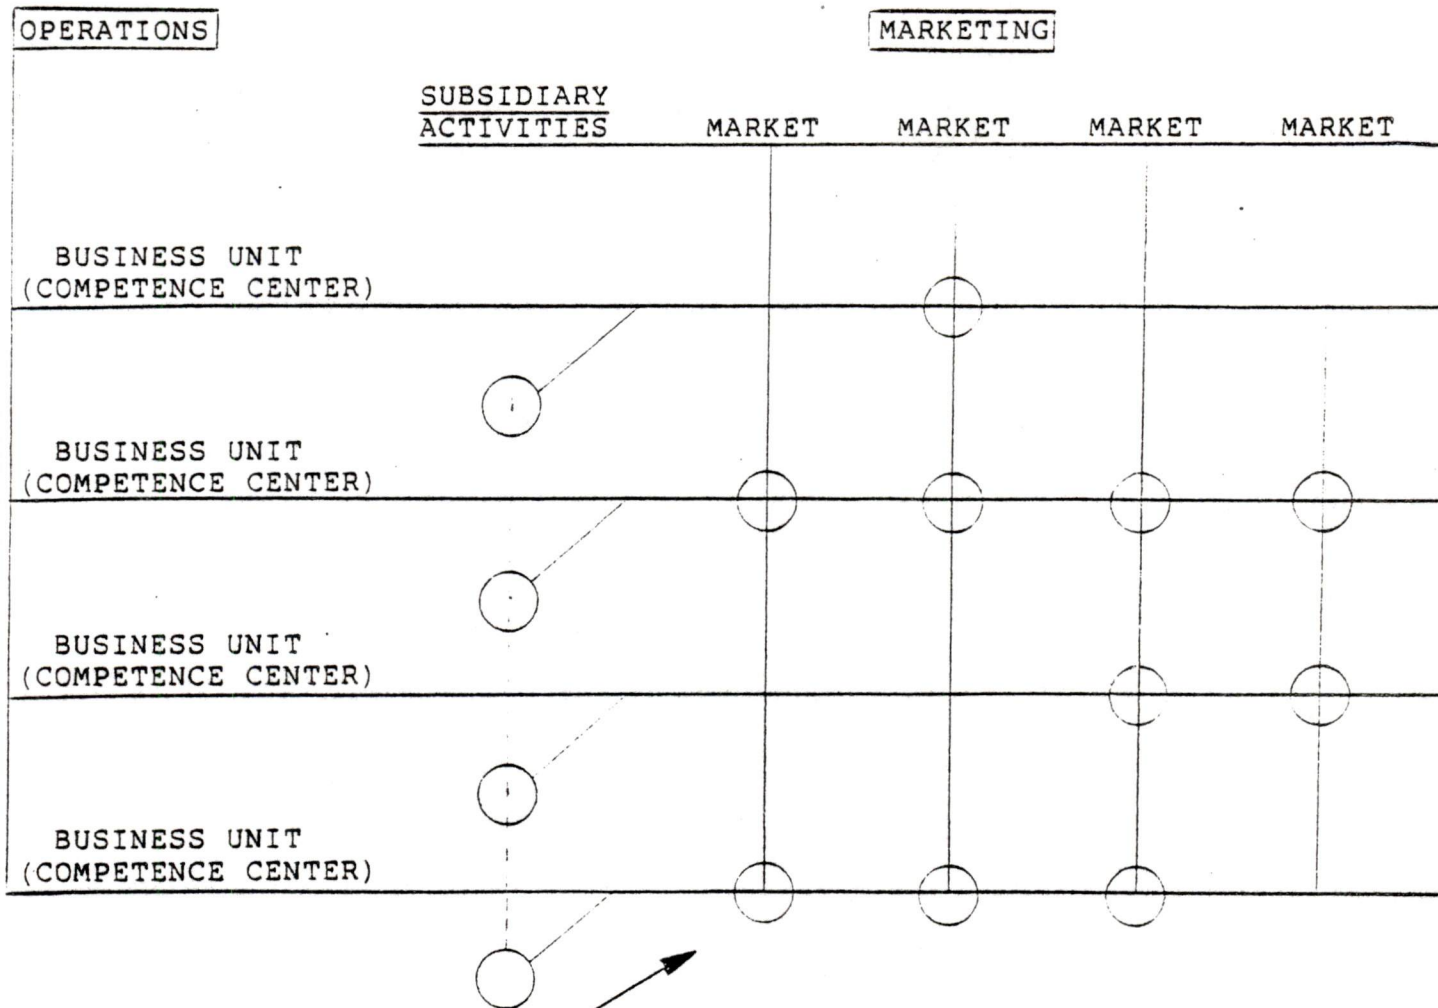 OPERATIONS
MARKETING
SUBSIDIARY
ACTIVITIES MARKET MARKET MARKET MARKET
BUSINESS UNIT
(COMPETENCE CENTER)
BUSINESS UNIT
(COMPETENCE CENTER)
BUSINESS UNIT
(COMPETENCE CENTER)
BUSINESS UNIT
(COMPETENCE CENTER)